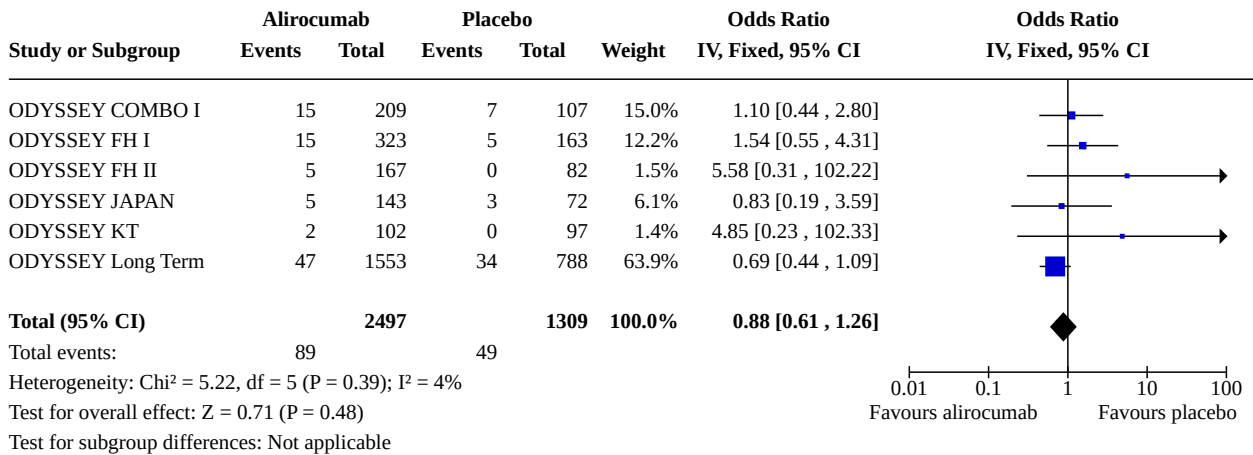 Alirocumab Placebo Odds Ratio Odds Ratio
Study or Subgroup Events Total Events Total Weight IV, Fixed, 95% CI IV, Fixed, 95% CI
ODYSSEY COMBO I 15 209 7 107 15.0% 1.10 [0.44 , 2.80]
ODYSSEY FH I 15 323 5 163 12.2% 1.54 [0.55 , 4.31]
ODYSSEY FH II 5 167 0 82 1.5% 5.58 [0.31 , 102.22]
ODYSSEY JAPAN 5 143 3 72 6.1% 0.83 [0.19 , 3.59]
ODYSSEY KT 2 102 0 97 1.4% 4.85 [0.23 , 102.33]
ODYSSEY Long Term 47 1553 34 788 63.9% 0.69 [0.44 , 1.09]
Total (95% CI) 2497 1309 100.0% 0.88 [0.61 , 1.26]
Total events: 89 49
Heterogeneity: Chi² = 5.22, df = 5 (P = 0.39); I² = 4%
0.01 0.1 1 10 100
Test for overall effect: Z = 0.71 (P = 0.48)
Favours alirocumab Favours placebo
Test for subgroup differences: Not applicable